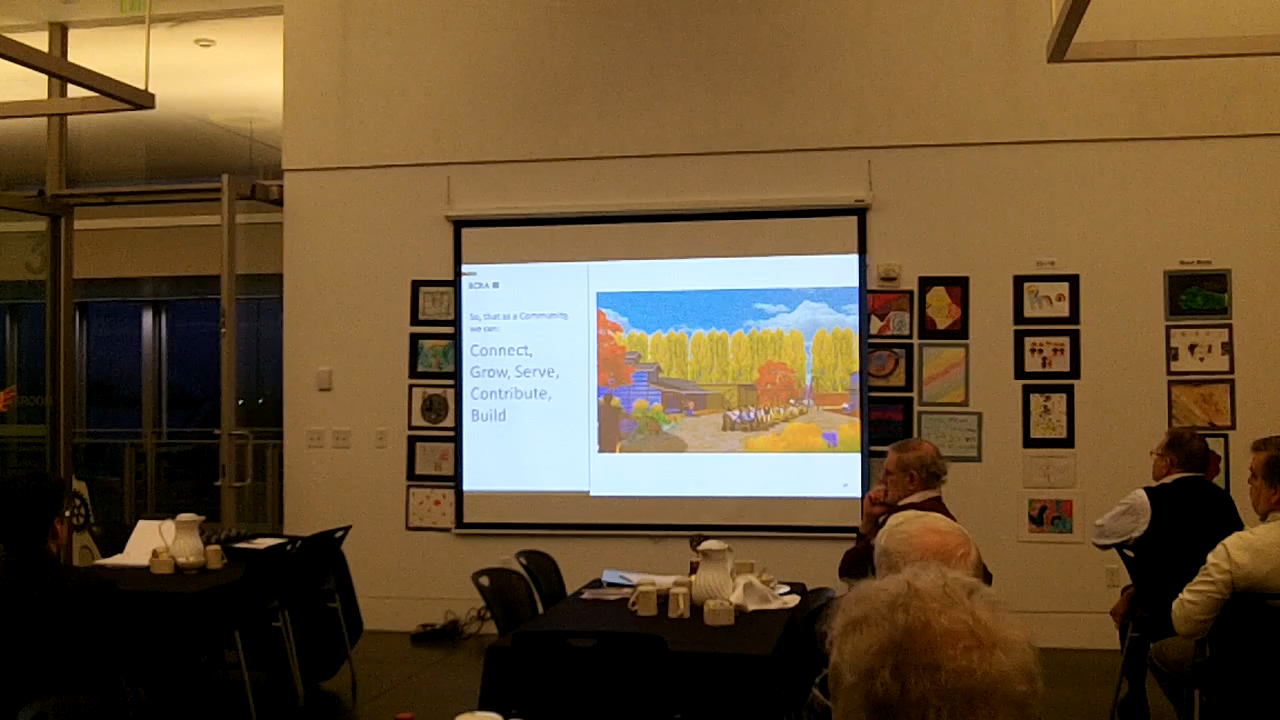 BCRA
So, that as a Community,
we can:
Connect,
Grow, Serve,
Contribute,
Build